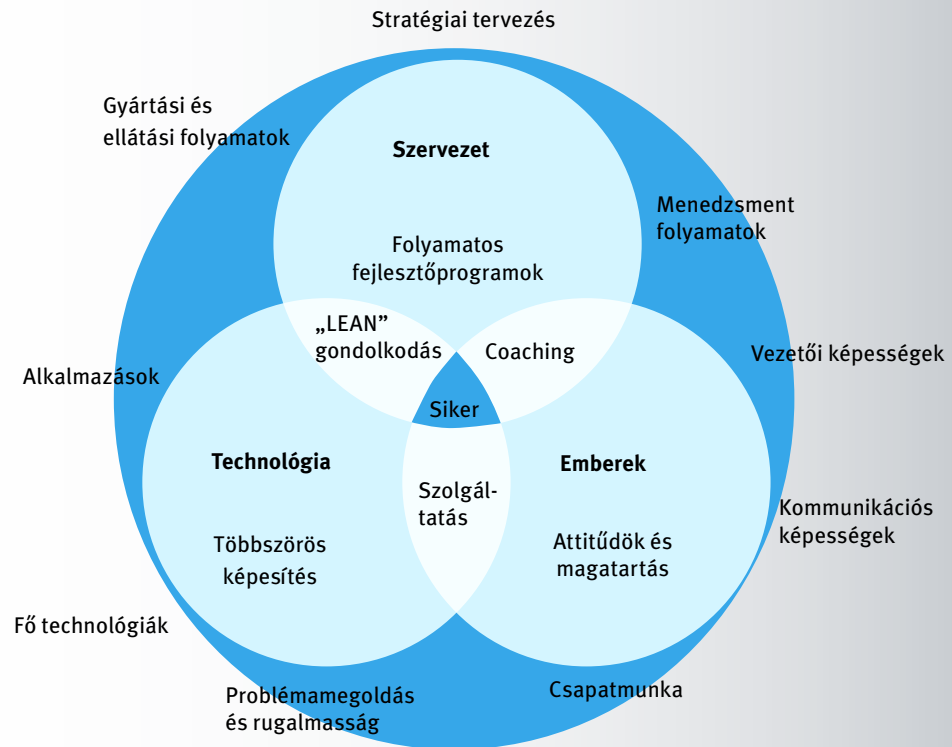 Stratégiai tervezés
Gyártási és
ellátási folyamatok
Szervezet
Menedzsment
folyamatok
Folyamatos
fejlesztőprogramok
„LEAN”
gondolkodás
Coaching
Vezetői képességek
Alkalmazások
Siker
Technológia
Emberek
Szolgál-
tatás
Kommunikációs
képességek
Többszörös
képesítés
Attitűdök és
magatartás
Fő technológiák
Problémamegoldás
és rugalmasság
Csapatmunka